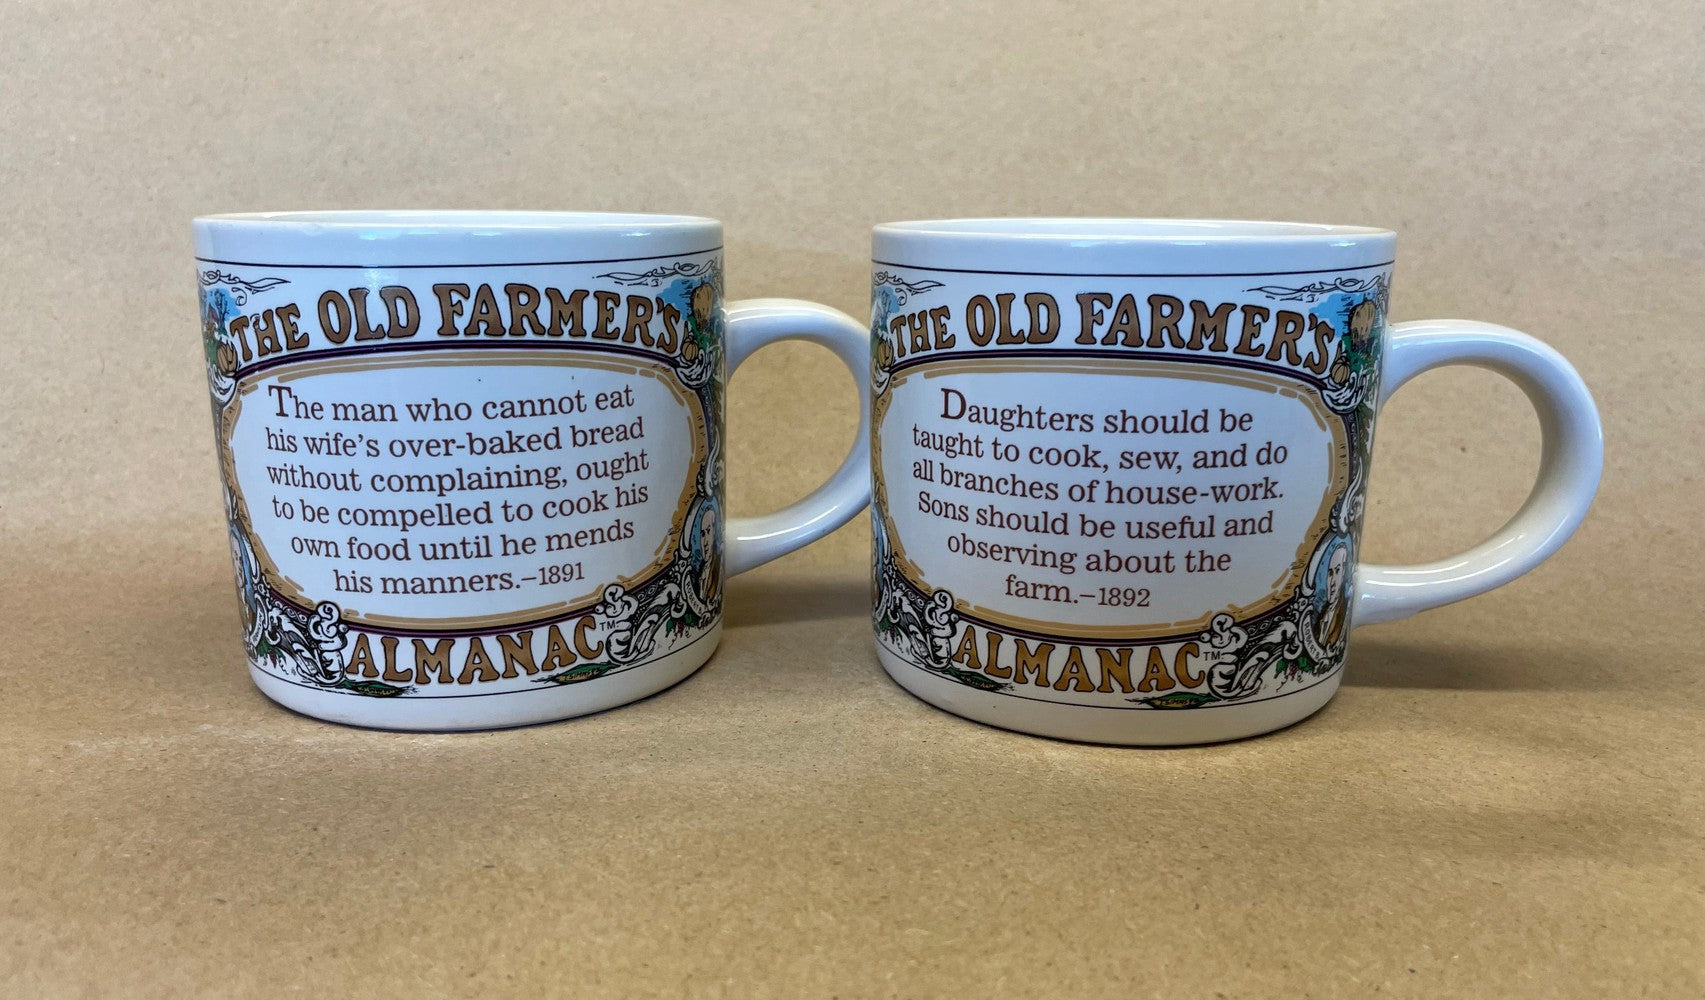 THE OLD FARMER'S
The man who cannot eat
his wife's over-baked bread
without complaining, ought
to be compelled to cook his
own food until he mends
his manners.–1891
ALMANAC™
THE OLD FARMER'S
Daughters should be
taught to cook, sew, and do
all branches of house-work.
Sons should be useful and
observing about the
farm.–1892
ALMANAC™